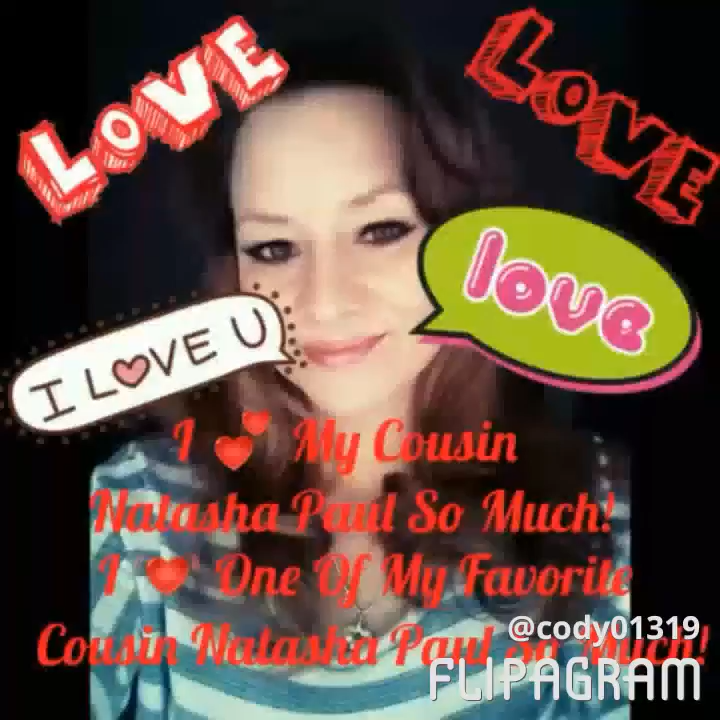 LOVE
LOVE
love
I LOVE U
I 💕 My Cousin
Natasha Paul So Much!
I ❤ One Of My Favorite
Cousin Natasha Paul So Much!
@cody01319
FLIPAGRAM